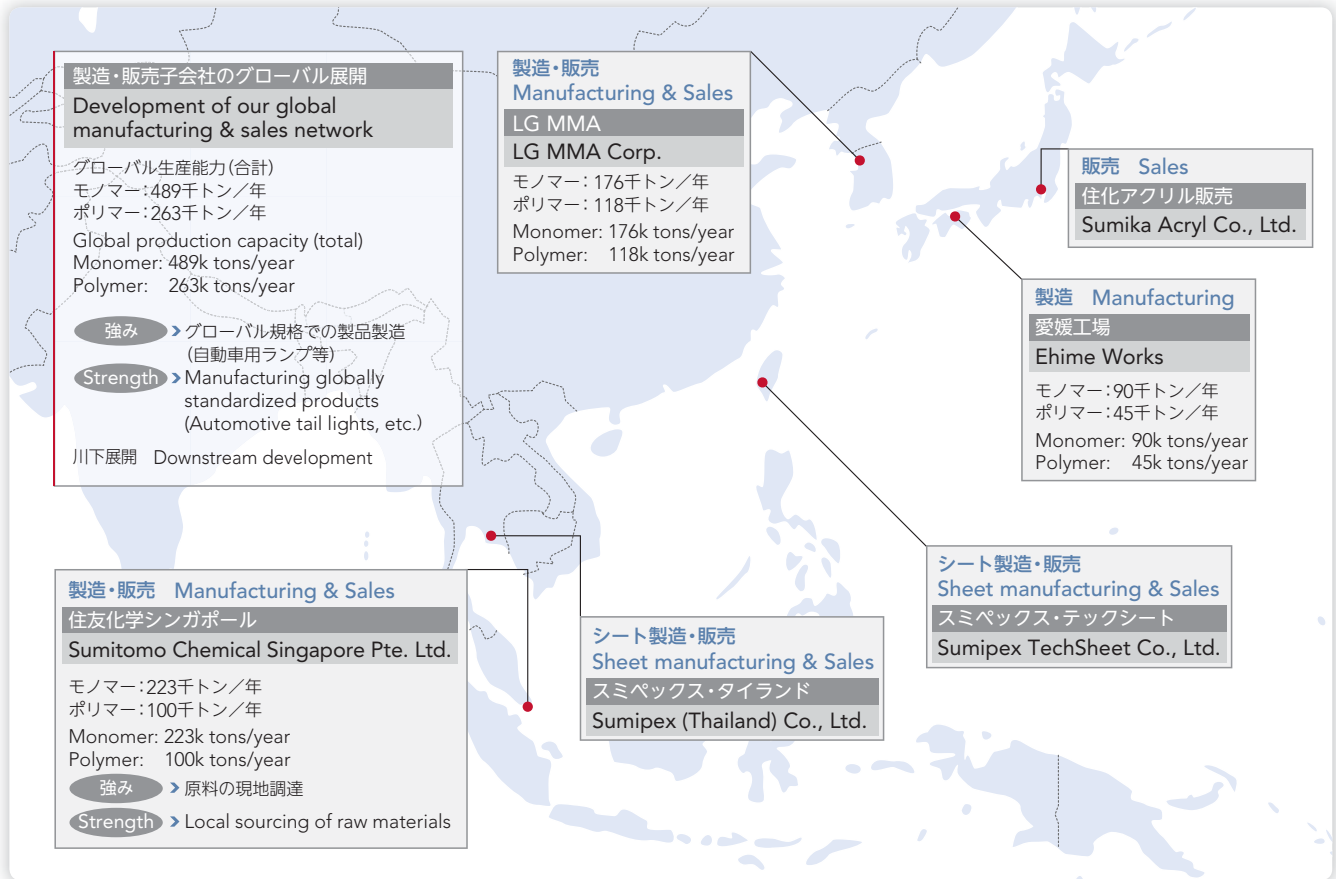 製造・販売子会社のグローバル展開
Development of our global
manufacturing & sales network
グローバル生産能力(合計)
モノマー:489千トン/年
ポリマー:263千トン/年
Global production capacity (total)
Monomer: 489k tons/year
Polymer: 263k tons/year
強み > グローバル規格での製品製造
(自動車用ランプ等)
Strength > Manufacturing globally
standardized products
(Automotive tail lights, etc.)
川下展開 Downstream development
製造・販売
Manufacturing & Sales
LG MMA
LG MMA Corp.
モノマー:176千トン/年
ポリマー:118千トン/年
Monomer: 176k tons/year
Polymer: 118k tons/year
販売 Sales
住化アクリル販売
Sumika Acryl Co., Ltd.
製造 Manufacturing
愛媛工場
Ehime Works
モノマー:90千トン/年
ポリマー:45千トン/年
Monomer: 90k tons/year
Polymer: 45k tons/year
製造・販売 Manufacturing & Sales
住友化学シンガポール
Sumitomo Chemical Singapore Pte. Ltd.
モノマー:223千トン/年
ポリマー:100千トン/年
Monomer: 223k tons/year
Polymer: 100k tons/year
強み > 原料の現地調達
Strength > Local sourcing of raw materials
シート製造・販売
Sheet manufacturing & Sales
スミペックス・タイランド
Sumipex (Thailand) Co., Ltd.
シート製造・販売
Sheet manufacturing & Sales
スミペックス・テックシート
Sumipex TechSheet Co., Ltd.